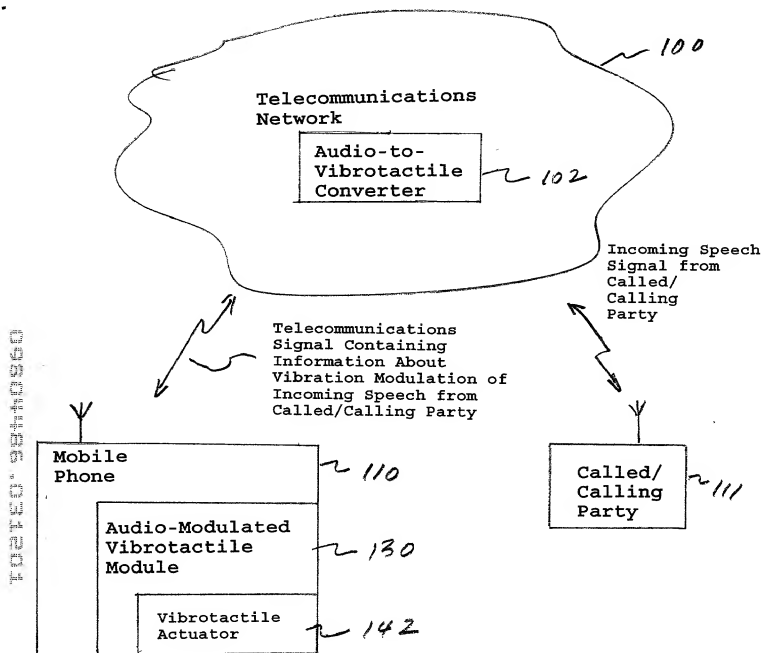 100
Telecommunications
Network
Audio-to-
Vibrotactile
Converter
102
Incoming Speech
Signal from
Called/
Calling
Party
Telecommunications
Signal Containing
Information About
Vibration Modulation of
Incoming Speech from
Called/Calling Party
Mobile
Phone
110
Called/
Calling
Party
111
Audio-Modulated
Vibrotactile
Module
130
Vibrotactile
Actuator
142